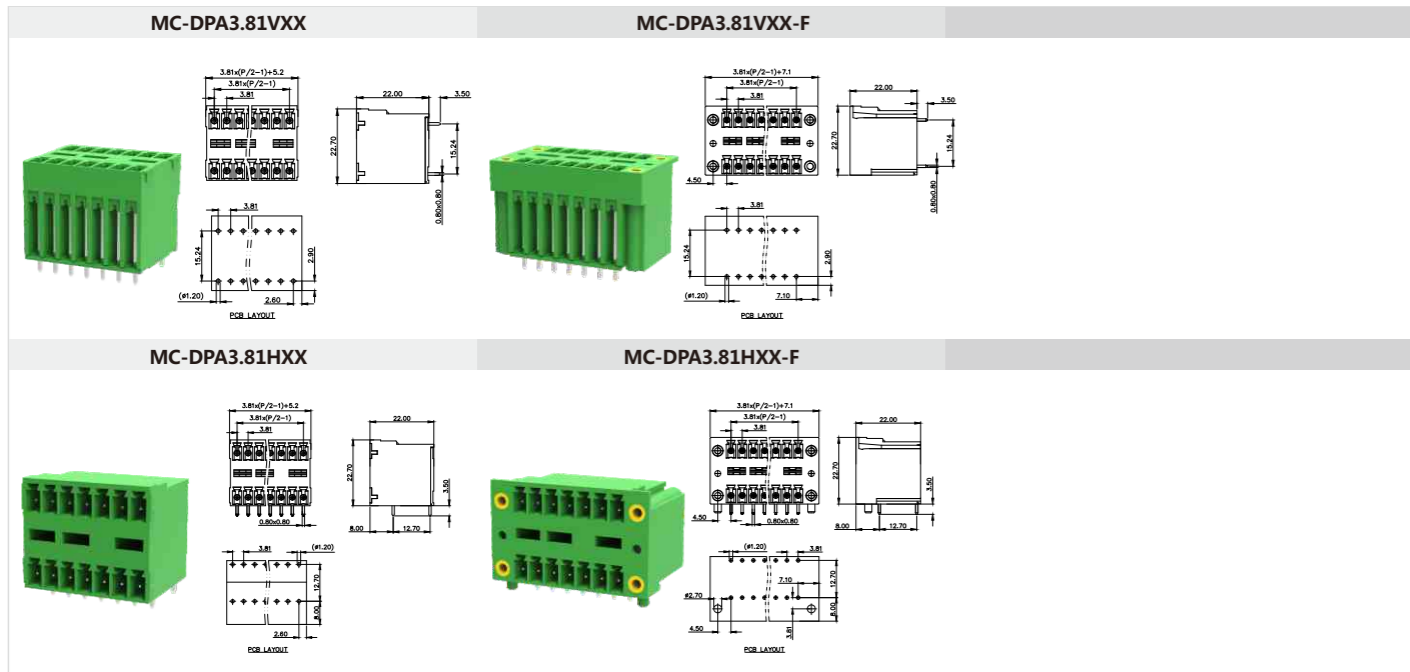 MC-DPA3.81VXX
MC-DPA3.81VXX-F
3.81x(P/2-1)+5.2
3.81x(P/2-1)
3.81
22.00
3.50
22.70
15.24
0.80x0.80
3.81
15.24
2.90
(ø1.20)
2.60
PCB LAYOUT
3.81x(P/2-1)+7.1
3.81x(P/2-1)
3.81
22.00
3.50
22.70
15.24
4.50
0.80x0.80
3.81
15.24
2.90
(ø1.20)
7.10
PCB LAYOUT
MC-DPA3.81HXX
MC-DPA3.81HXX-F
3.81x(P/2-1)+5.2
3.81x(P/2-1)
3.81
22.00
22.70
3.50
0.80x0.80
8.00
12.70
3.81
(ø1.20)
12.70
8.00
2.60
PCB LAYOUT
3.81x(P/2-1)+7.1
3.81x(P/2-1)
3.81
22.00
22.70
3.50
4.50
0.80x0.80
8.00
12.70
(ø1.20)
3.81
7.10
12.70
ø2.70
8.00
4.50
3.81
PCB LAYOUT